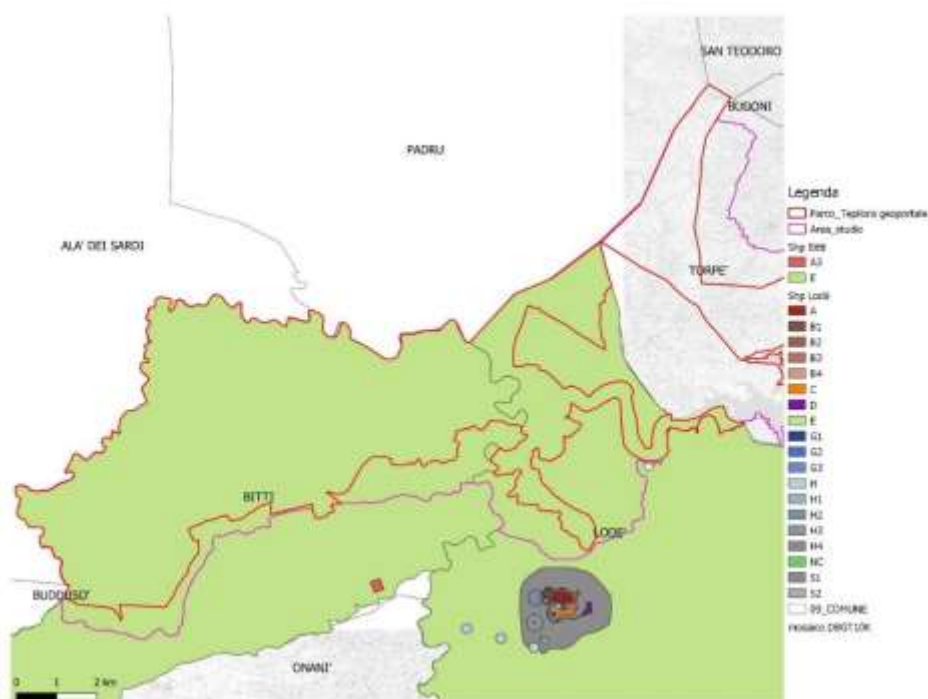 SAN TEODORO
BUDONI
PADRU
ALA' DEI SARDI
TORPE'
BITTI
LODE'
BUDDUSO'
ONANI'
0 1 2 km
Legenda
Parco_Tepilora geoportale
Area_studio
Shp Bitti
A3
E
Shp Lodè
A
B1
B2
B3
B4
C
D
E
G1
G2
G3
H
H1
H2
H3
H4
NC
S1
S2
09_COMUNE
mosaico DBGT10K